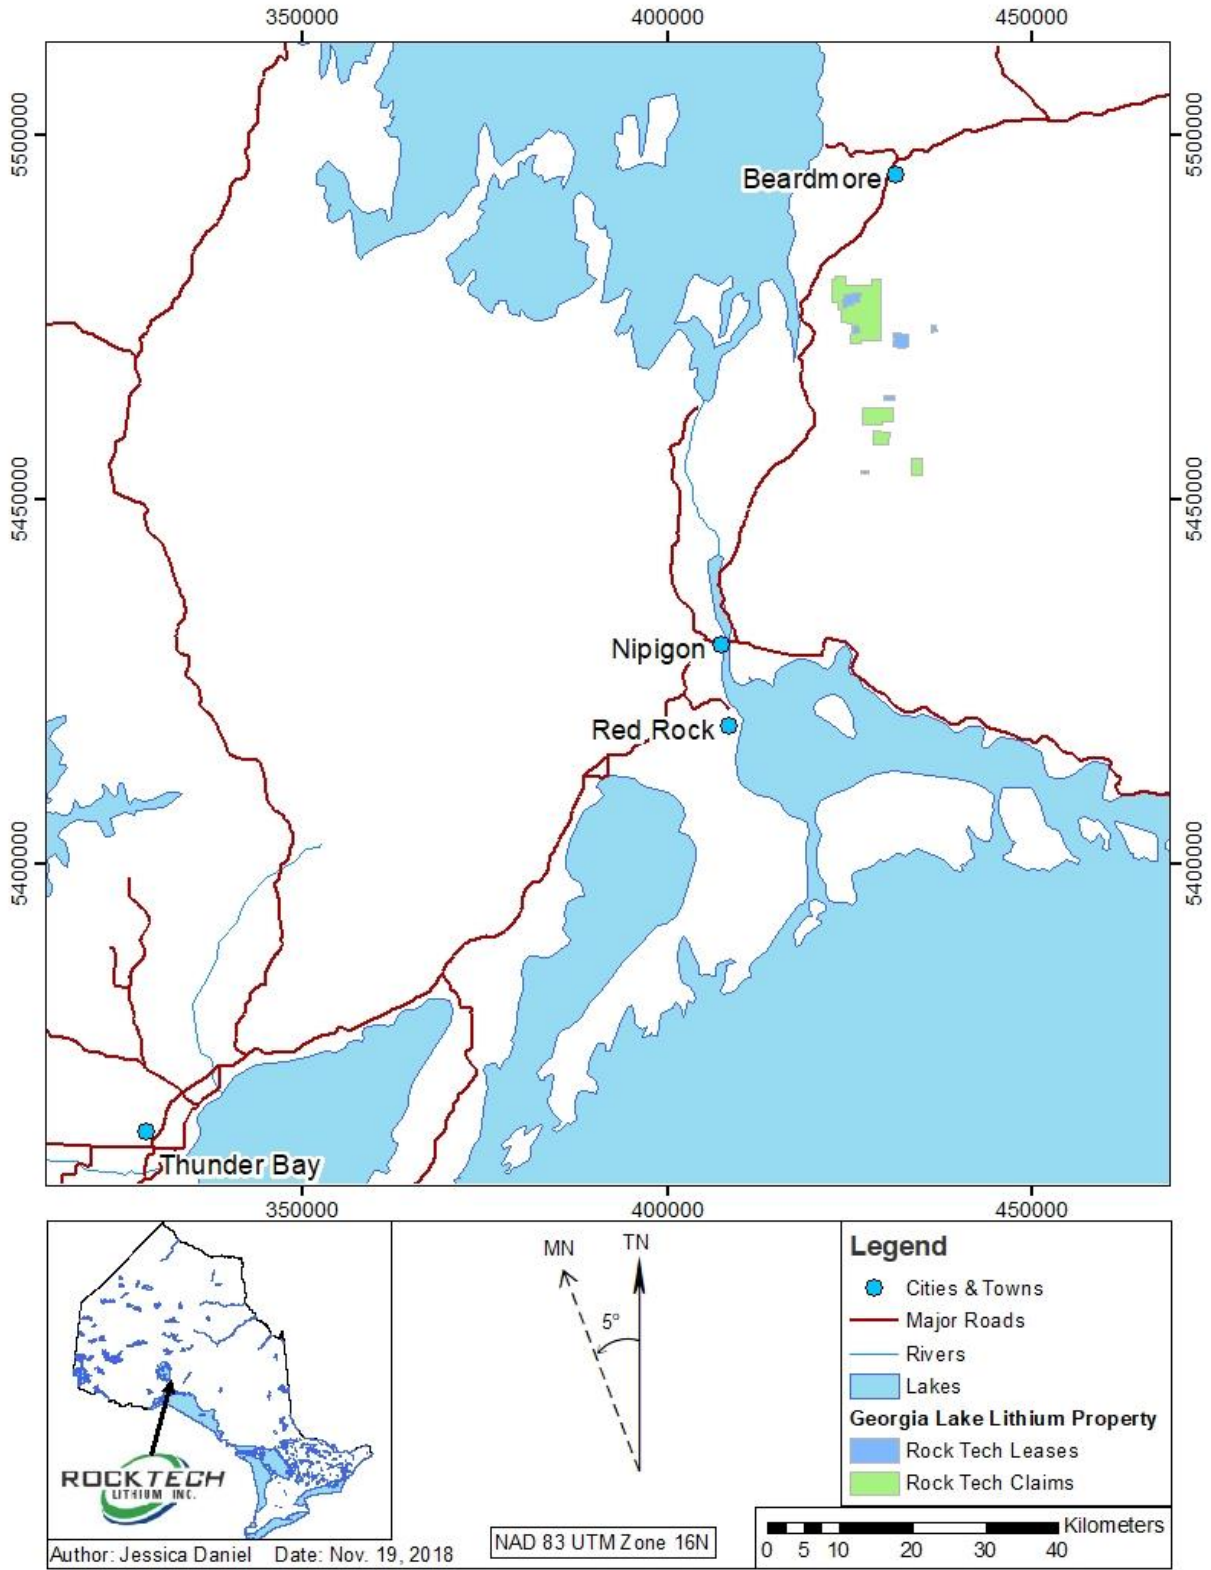 350000 400000 450000
5500000 5500000
Beardmore
5450000 5450000
Nipigon
Red Rock
5400000 5400000
Thunder Bay
350000 400000 450000
MN TN
5°
ROCK TECH
LITHIUM INC.
Author: Jessica Daniel Date: Nov. 19, 2018
NAD 83 UTM Zone 16N
Legend
Cities & Towns
Major Roads
Rivers
Lakes
Georgia Lake Lithium Property
Rock Tech Leases
Rock Tech Claims
Kilometers
0 5 10 20 30 40